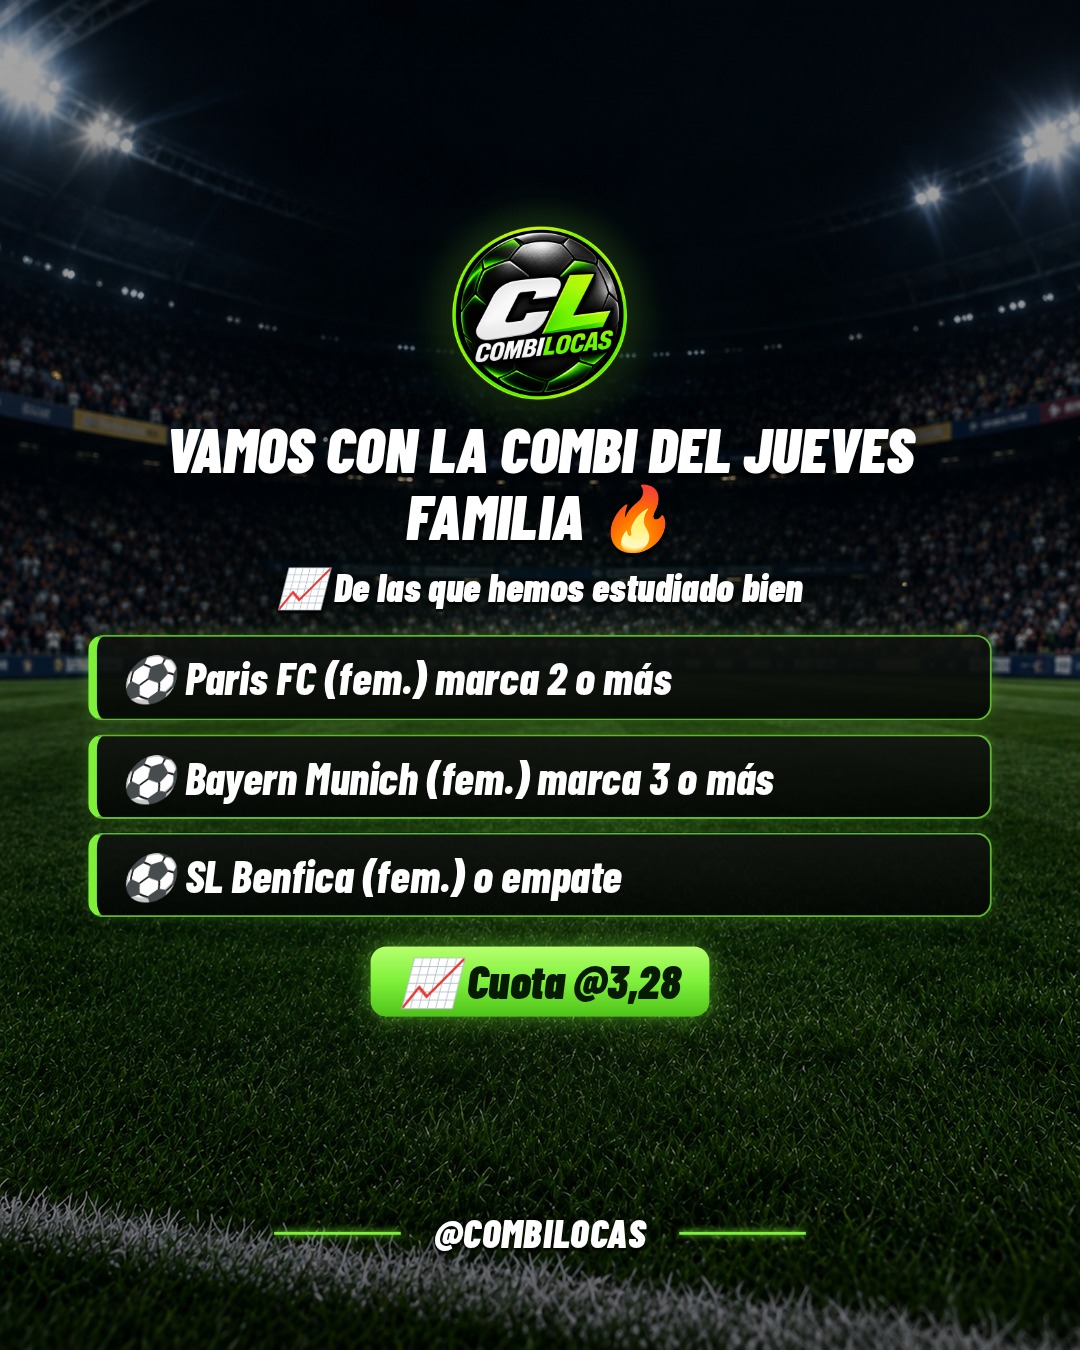 CL
COMBILOCAS
VAMOS CON LA COMBI DEL JUEVES
FAMILIA 🔥
📈 De las que hemos estudiado bien
⚽ Paris FC (fem.) marca 2 o más
⚽ Bayern Munich (fem.) marca 3 o más
⚽ SL Benfica (fem.) o empate
📈 Cuota @3,28
@COMBILOCAS